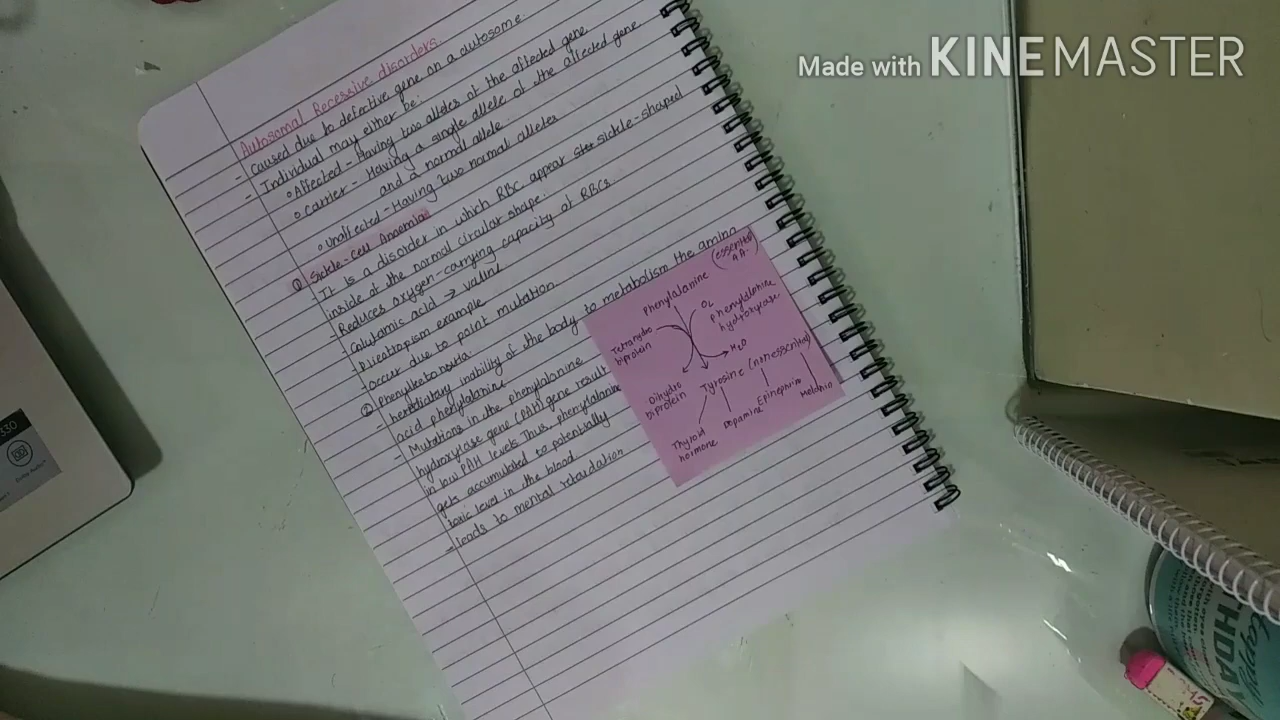 Made with KINEMASTER
Autosomal Recessive disorders
- caused due to defective gene on a autosome
- Individual may either be:
° Affected - Having two alleles of the affected gene
° Carrier - Having a single allele of the affected gene
and a normal allele.
° Unaffected - Having two normal alleles
① Sickle-cell Anaemia
It is a disorder in which RBC appear sickle-shaped
inside of the normal circular shape.
- Reduces oxygen-carrying capacity of RBCs.
- Glutamic acid → valine
- Pleiotropism example
- occur due to point mutation.
② Phenylketonuria
- hereditary inability of the body to metabolism the amino
acid phenylalanine
- Mutations in the phenylalanine
hydroxylase gene (PAH) gene result
in low PAH levels. Thus, phenylalanine
gets accumulated to potentially
toxic level in the blood.
- leads to mental retardation
(essential
A.A.)
Phenylalanine
O₂
phenylalanine
hydroxylase
Tetrahydro
biprotein
H₂O
Dihydro
biprotein
Tyrosine (nonessential)
Thyroid
hormone
Dopamine
Epinephrine
Melanin
HDA
Happy